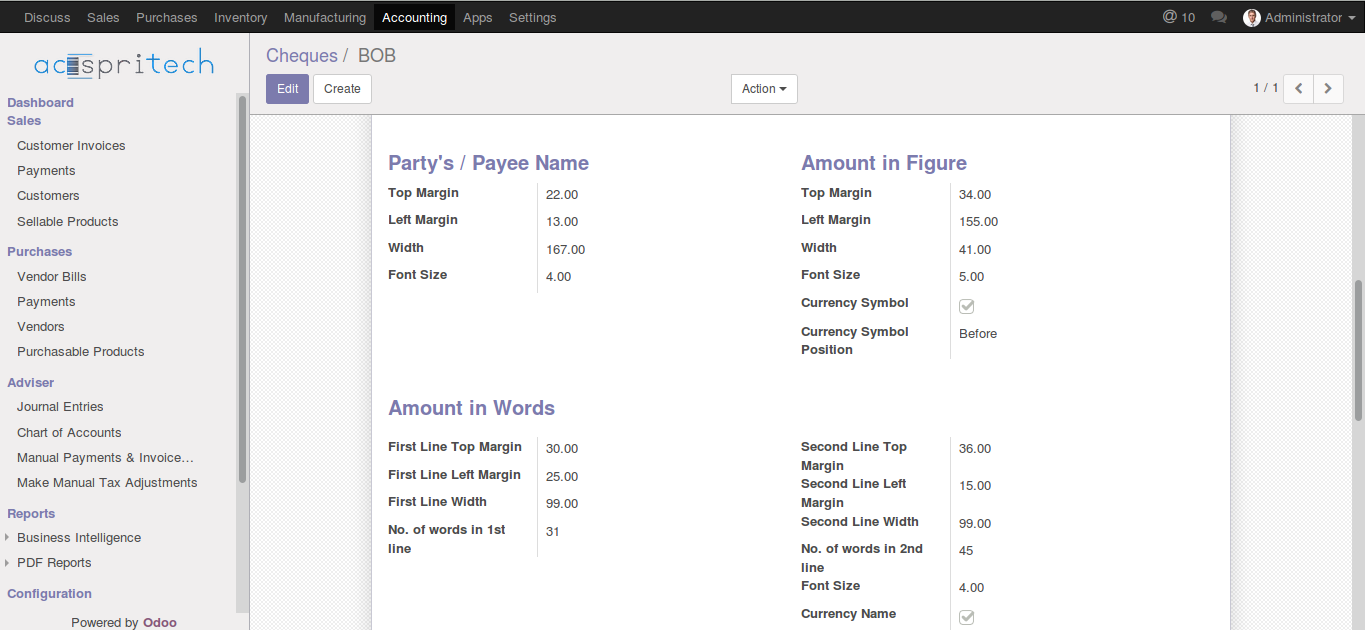 Discuss Sales Purchases Inventory Manufacturing Accounting Apps Settings @ 10 Administrator
acespritech
Cheques / BOB
Edit Create Action 1 / 1
Dashboard
Sales
Customer Invoices
Payments
Customers
Sellable Products
Purchases
Vendor Bills
Payments
Vendors
Purchasable Products
Adviser
Journal Entries
Chart of Accounts
Manual Payments & Invoice…
Make Manual Tax Adjustments
Reports
Business Intelligence
PDF Reports
Configuration
Powered by Odoo
Party's / Payee Name
Top Margin 22.00
Left Margin 13.00
Width 167.00
Font Size 4.00
Amount in Figure
Top Margin 34.00
Left Margin 155.00
Width 41.00
Font Size 5.00
Currency Symbol
Currency Symbol Before
Position
Amount in Words
First Line Top Margin 30.00
First Line Left Margin 25.00
First Line Width 99.00
No. of words in 1st 31
line
Second Line Top 36.00
Margin
Second Line Left 15.00
Margin
Second Line Width 99.00
No. of words in 2nd 45
line
Font Size 4.00
Currency Name